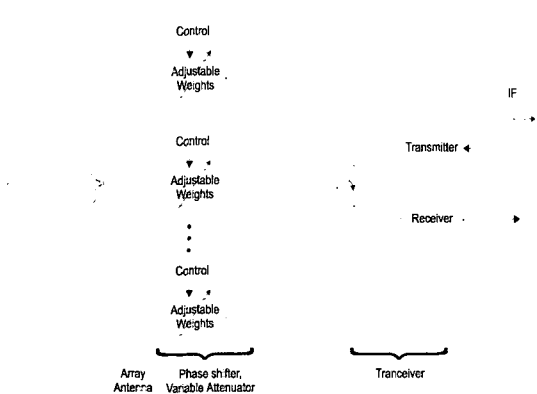 Control
Adjustable
Weights
IF
Control
Transmitter
Adjustable
Weights
Receiver
Control
Adjustable
Weights
Array
Antenna
Phase shifter,
Variable Attenuator
Tranceiver